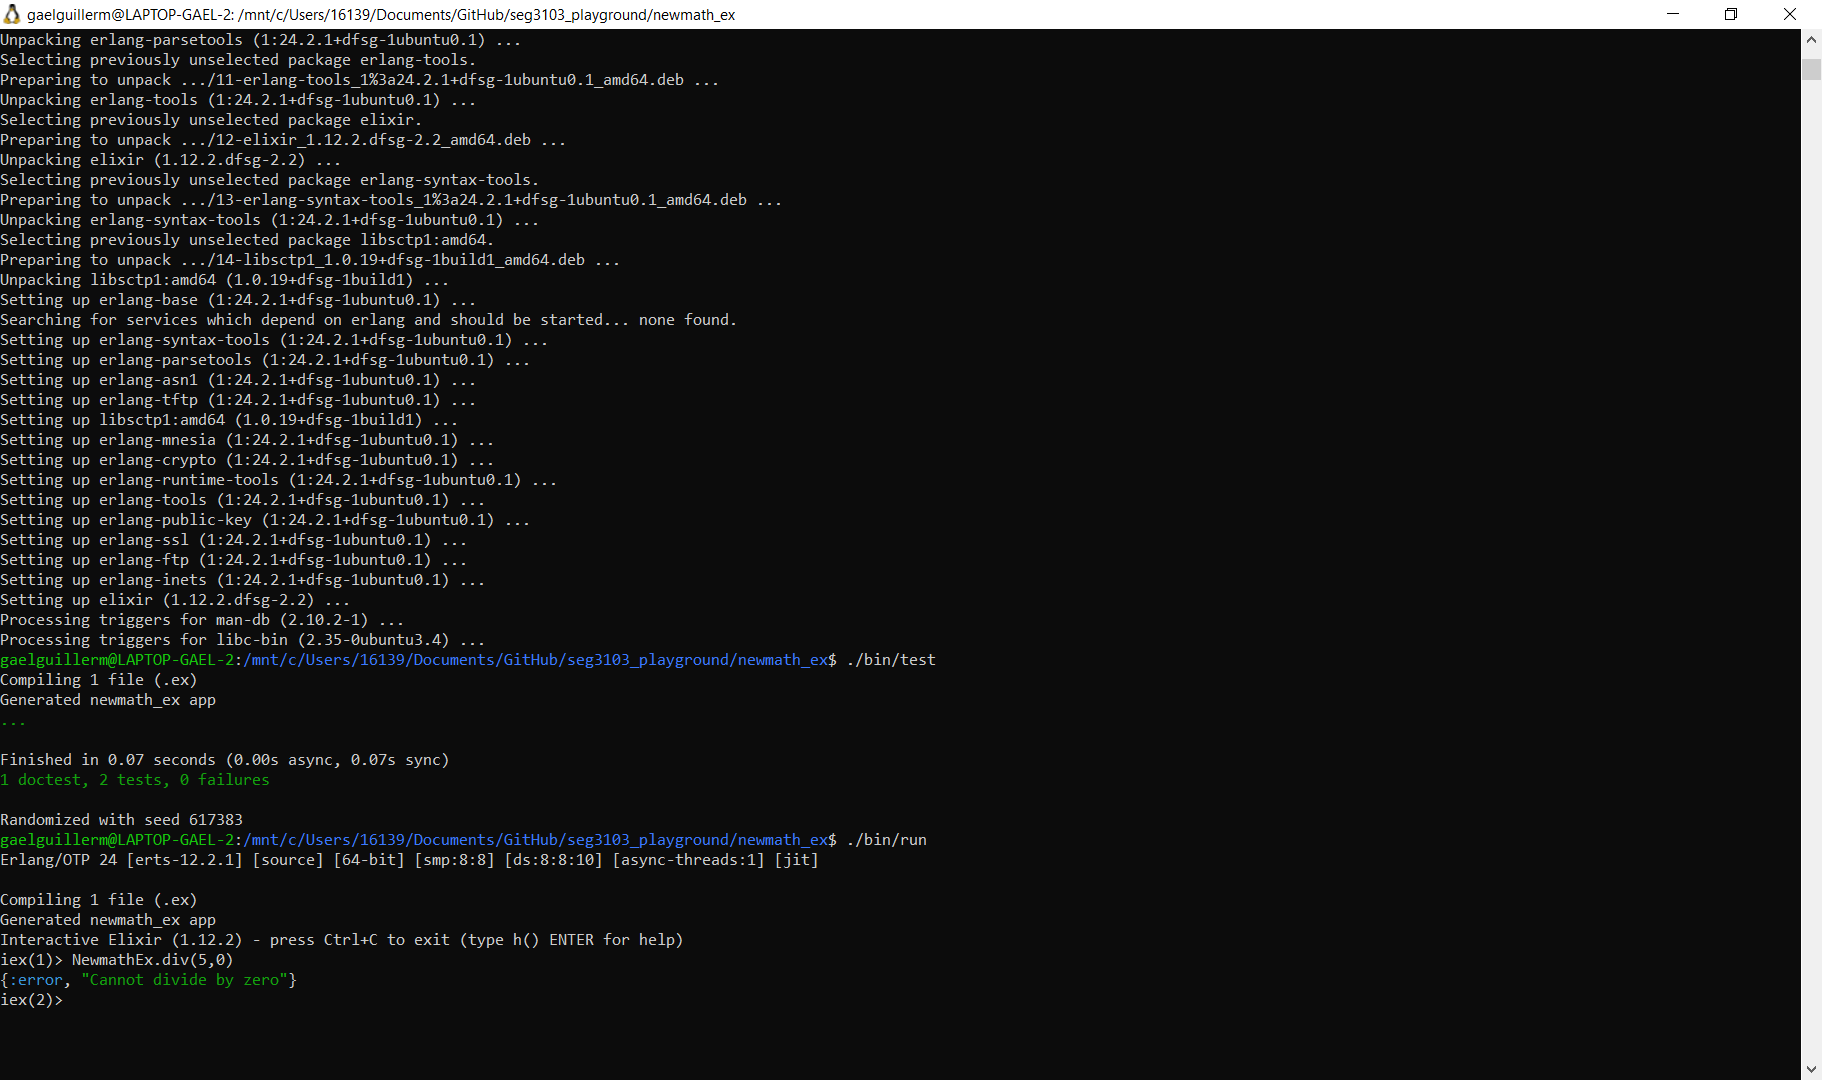 gaelguillerm@LAPTOP-GAEL-2: /mnt/c/Users/16139/Documents/GitHub/seg3103_playground/newmath_ex
Unpacking erlang-parsetools (1:24.2.1+dfsg-1ubuntu0.1) ...
Selecting previously unselected package erlang-tools.
Preparing to unpack .../11-erlang-tools_1%3a24.2.1+dfsg-1ubuntu0.1_amd64.deb ...
Unpacking erlang-tools (1:24.2.1+dfsg-1ubuntu0.1) ...
Selecting previously unselected package elixir.
Preparing to unpack .../12-elixir_1.12.2.dfsg-2.2_amd64.deb ...
Unpacking elixir (1.12.2.dfsg-2.2) ...
Selecting previously unselected package erlang-syntax-tools.
Preparing to unpack .../13-erlang-syntax-tools_1%3a24.2.1+dfsg-1ubuntu0.1_amd64.deb ...
Unpacking erlang-syntax-tools (1:24.2.1+dfsg-1ubuntu0.1) ...
Selecting previously unselected package libsctp1:amd64.
Preparing to unpack .../14-libsctp1_1.0.19+dfsg-1build1_amd64.deb ...
Unpacking libsctp1:amd64 (1.0.19+dfsg-1build1) ...
Setting up erlang-base (1:24.2.1+dfsg-1ubuntu0.1) ...
Searching for services which depend on erlang and should be started... none found.
Setting up erlang-syntax-tools (1:24.2.1+dfsg-1ubuntu0.1) ...
Setting up erlang-parsetools (1:24.2.1+dfsg-1ubuntu0.1) ...
Setting up erlang-asn1 (1:24.2.1+dfsg-1ubuntu0.1) ...
Setting up erlang-tftp (1:24.2.1+dfsg-1ubuntu0.1) ...
Setting up libsctp1:amd64 (1.0.19+dfsg-1build1) ...
Setting up erlang-mnesia (1:24.2.1+dfsg-1ubuntu0.1) ...
Setting up erlang-crypto (1:24.2.1+dfsg-1ubuntu0.1) ...
Setting up erlang-runtime-tools (1:24.2.1+dfsg-1ubuntu0.1) ...
Setting up erlang-tools (1:24.2.1+dfsg-1ubuntu0.1) ...
Setting up erlang-public-key (1:24.2.1+dfsg-1ubuntu0.1) ...
Setting up erlang-ssl (1:24.2.1+dfsg-1ubuntu0.1) ...
Setting up erlang-ftp (1:24.2.1+dfsg-1ubuntu0.1) ...
Setting up erlang-inets (1:24.2.1+dfsg-1ubuntu0.1) ...
Setting up elixir (1.12.2.dfsg-2.2) ...
Processing triggers for man-db (2.10.2-1) ...
Processing triggers for libc-bin (2.35-0ubuntu3.4) ...
gaelguillerm@LAPTOP-GAEL-2:/mnt/c/Users/16139/Documents/GitHub/seg3103_playground/newmath_ex$ ./bin/test
Compiling 1 file (.ex)
Generated newmath_ex app
...
Finished in 0.07 seconds (0.00s async, 0.07s sync)
1 doctest, 2 tests, 0 failures
Randomized with seed 617383
gaelguillerm@LAPTOP-GAEL-2:/mnt/c/Users/16139/Documents/GitHub/seg3103_playground/newmath_ex$ ./bin/run
Erlang/OTP 24 [erts-12.2.1] [source] [64-bit] [smp:8:8] [ds:8:8:10] [async-threads:1] [jit]
Compiling 1 file (.ex)
Generated newmath_ex app
Interactive Elixir (1.12.2) - press Ctrl+C to exit (type h() ENTER for help)
iex(1)> NewmathEx.div(5,0)
{:error, "Cannot divide by zero"}
iex(2)>